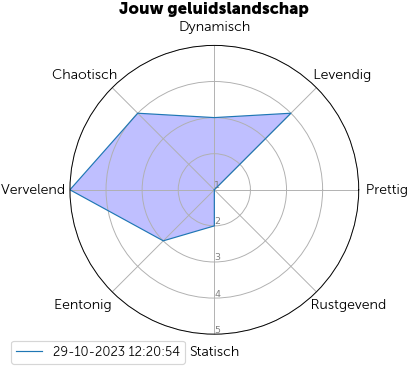 Jouw geluidslandschap
Dynamisch
Chaotisch
Levendig
Vervelend
Prettig
1
2
3
4
5
Eentonig
Rustgevend
29-10-2023 12:20:54
Statisch